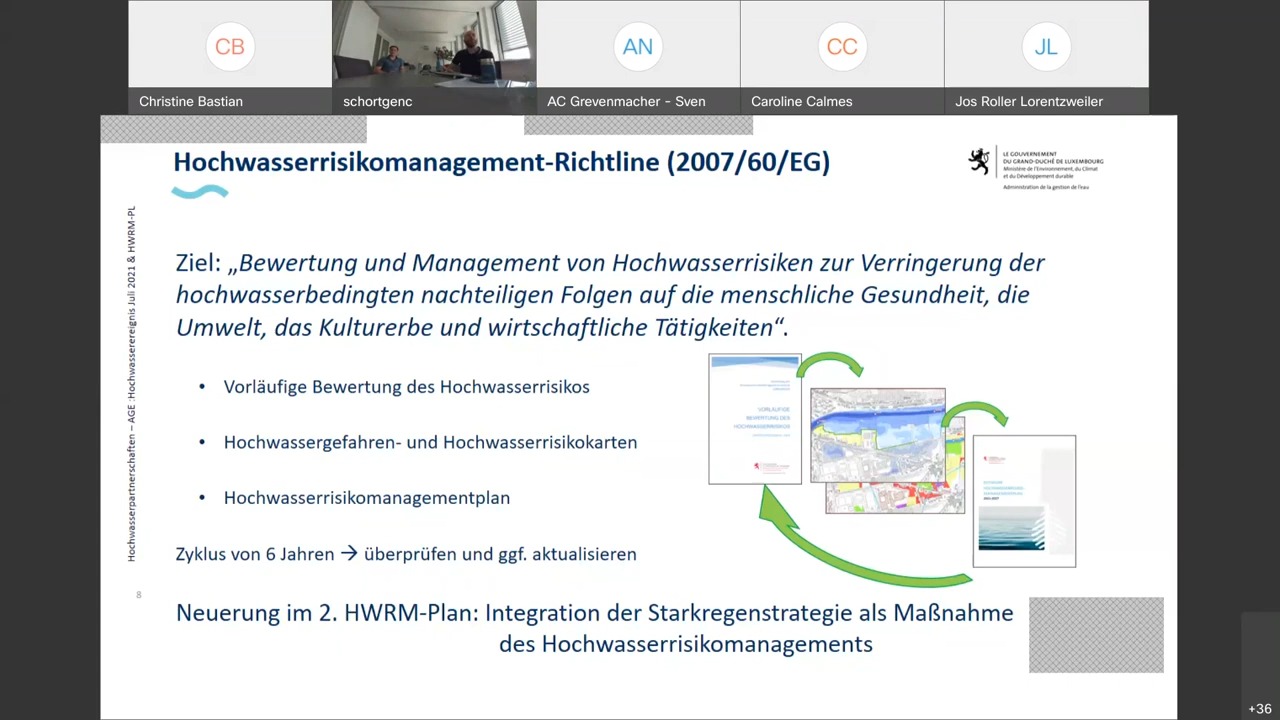 CB
AN
CC
JL
Christine Bastian
schortgenc
AC Grevenmacher - Sven
Caroline Calmes
Jos Roller Lorentzweiler
Hochwasserrisikomanagement-Richtline (2007/60/EG)
LE GOUVERNEMENT
DU GRAND-DUCHÉ DE LUXEMBOURG
Ministère de l'Environnement, du Climat
et du Développement durable
Administration de la gestion de l'eau
Hochwasserpartnerschaften – AGE :Hochwasserereignis Juli 2021 & HWRM-PL
Ziel: „Bewertung und Management von Hochwasserrisiken zur Verringerung der
hochwasserbedingten nachteiligen Folgen auf die menschliche Gesundheit, die
Umwelt, das Kulturerbe und wirtschaftliche Tätigkeiten“.
• Vorläufige Bewertung des Hochwasserrisikos
• Hochwassergefahren- und Hochwasserrisikokarten
• Hochwasserrisikomanagementplan
VORLÄUFIGE
BEWERTUNG DES
HOCHWASSERRISIKOS
Zyklus von 6 Jahren → überprüfen und ggf. aktualisieren
8
Neuerung im 2. HWRM-Plan: Integration der Starkregenstrategie als Maßnahme
des Hochwasserrisikomanagements
+36